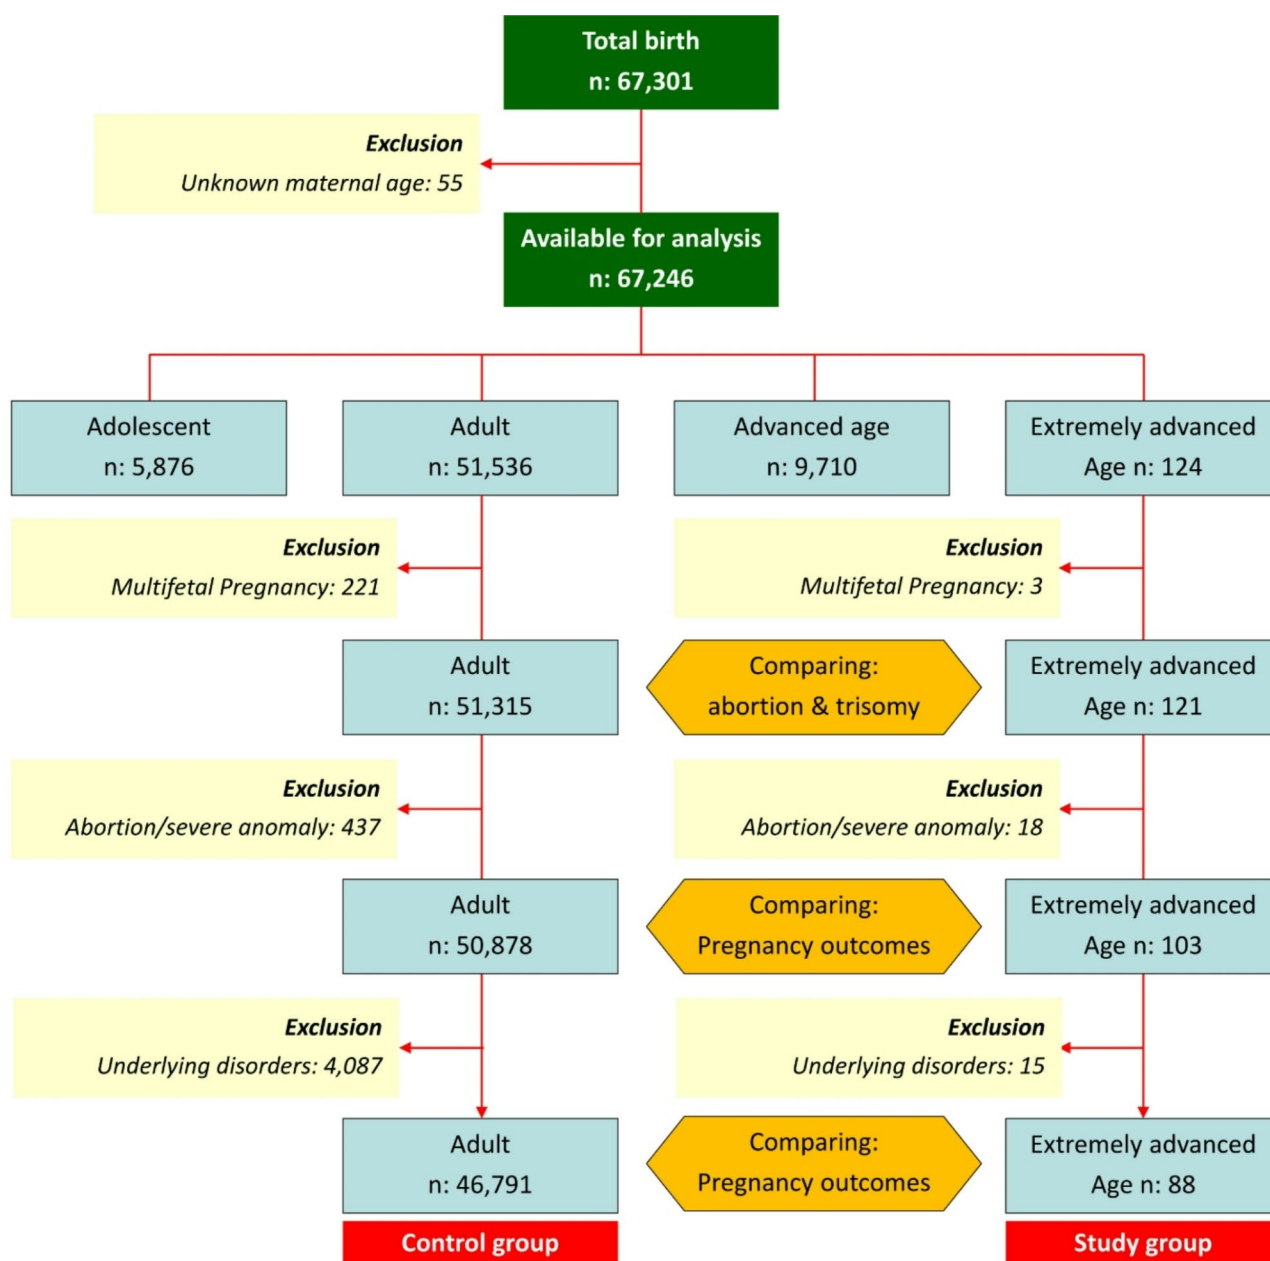 Total birth
n: 67,301
Exclusion
Unknown maternal age: 55
Available for analysis
n: 67,246
Adolescent
n: 5,876
Adult
n: 51,536
Advanced age
n: 9,710
Extremely advanced
Age n: 124
Exclusion
Multifetal Pregnancy: 221
Exclusion
Multifetal Pregnancy: 3
Adult
n: 51,315
Comparing:
abortion & trisomy
Extremely advanced
Age n: 121
Exclusion
Abortion/severe anomaly: 437
Exclusion
Abortion/severe anomaly: 18
Adult
n: 50,878
Comparing:
Pregnancy outcomes
Extremely advanced
Age n: 103
Exclusion
Underlying disorders: 4,087
Exclusion
Underlying disorders: 15
Adult
n: 46,791
Comparing:
Pregnancy outcomes
Extremely advanced
Age n: 88
Control group
Study group